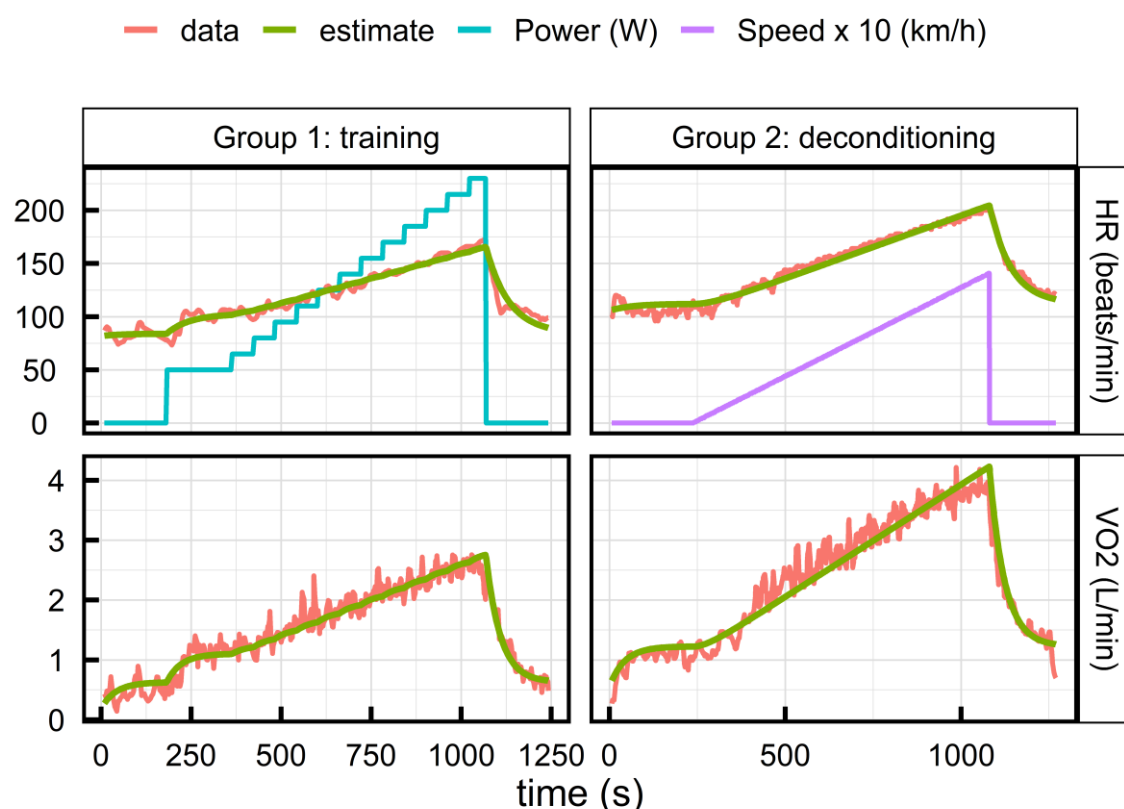 data estimate Power (W) Speed x 10 (km/h)
Group 1: training Group 2: deconditioning
200
150
100
50
0
HR (beats/min)
4
3
2
1
0
VO2 (L/min)
0 250 500 750 1000 1250 0 500 1000
time (s)